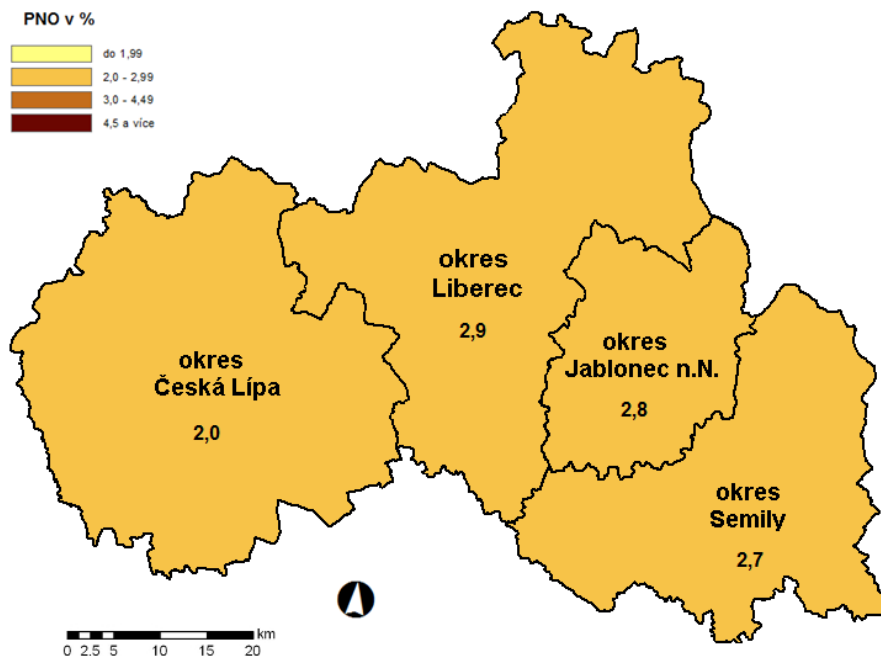 PNO v %
do 1,99
2,0 - 2,99
3,0 - 4,49
4,5 a více
okres
Liberec
2,9
okres
Jablonec n.N.
2,8
okres
Česká Lípa
2,0
okres
Semily
2,7
km
0 2.5 5 10 15 20